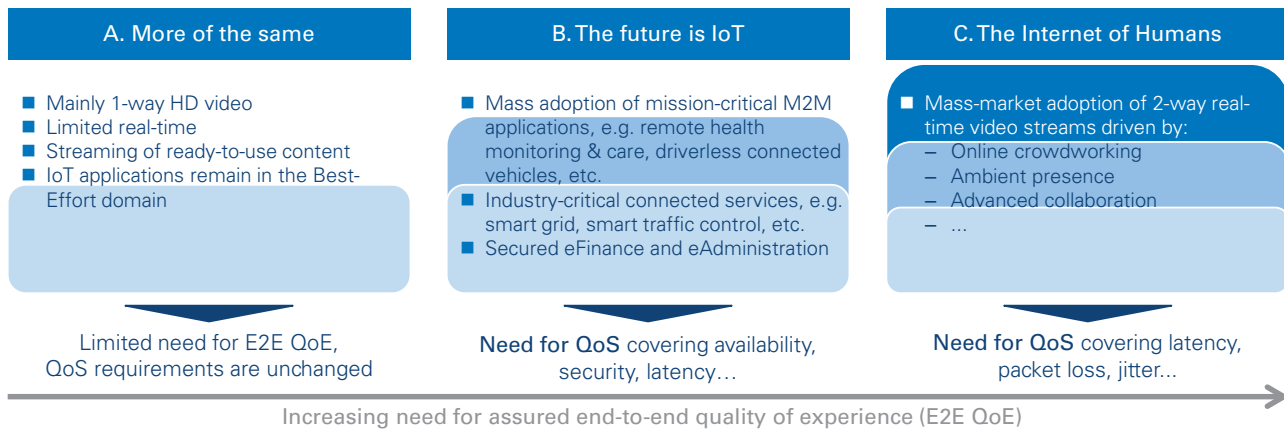 A. More of the same
■ Mainly 1-way HD video
■ Limited real-time
■ Streaming of ready-to-use content
■ IoT applications remain in the Best-
Effort domain
Limited need for E2E QoE,
QoS requirements are unchanged
B. The future is IoT
■ Mass adoption of mission-critical M2M
applications, e.g. remote health
monitoring & care, driverless connected
vehicles, etc.
■ Industry-critical connected services, e.g.
smart grid, smart traffic control, etc.
■ Secured eFinance and eAdministration
Need for QoS covering availability,
security, latency...
C. The Internet of Humans
■ Mass-market adoption of 2-way real-
time video streams driven by:
– Online crowdworking
– Ambient presence
– Advanced collaboration
– ...
Need for QoS covering latency,
packet loss, jitter...
Increasing need for assured end-to-end quality of experience (E2E QoE)